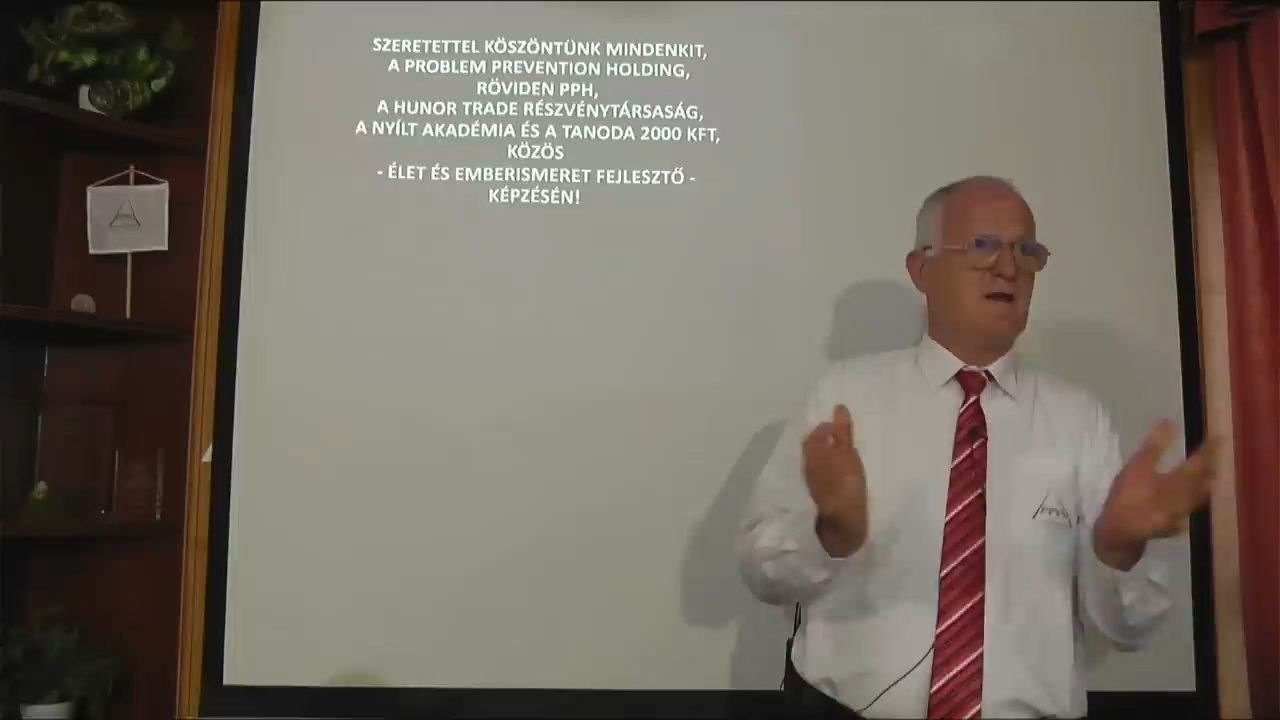 SZERETETTEL KÖSZÖNTÜNK MINDENKIT,
A PROBLEM PREVENTION HOLDING,
RÖVIDEN PPH,
A HUNOR TRADE RÉSZVÉNYTÁRSASÁG,
A NYÍLT AKADÉMIA ÉS A TANODA 2000 KFT,
KÖZÖS
- ÉLET ÉS EMBERISMERET FEJLESZTŐ -
KÉPZÉSÉN!